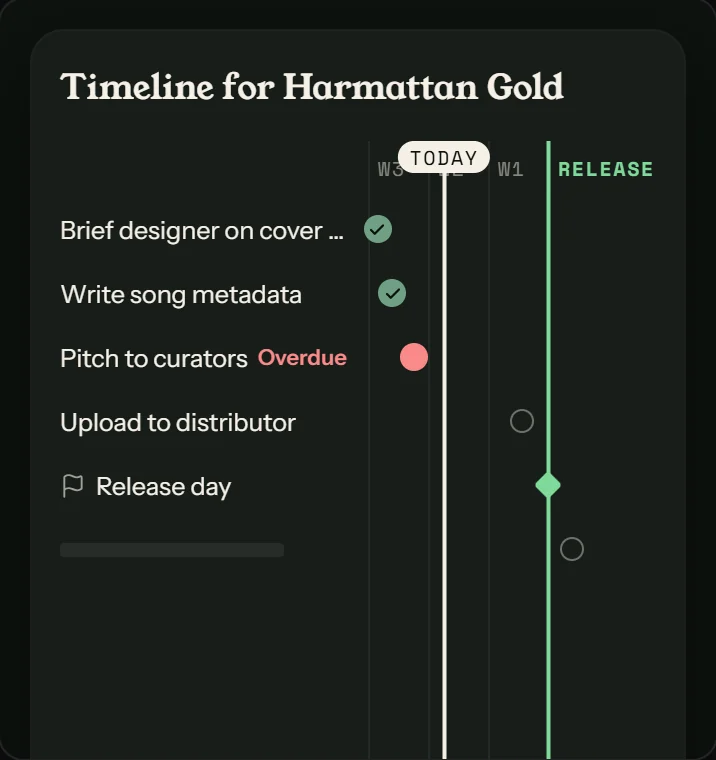 Timeline for Harmattan Gold
W3 TODAY W1 RELEASE
Brief designer on cover ...
Write song metadata
Pitch to curators Overdue
Upload to distributor
Release day